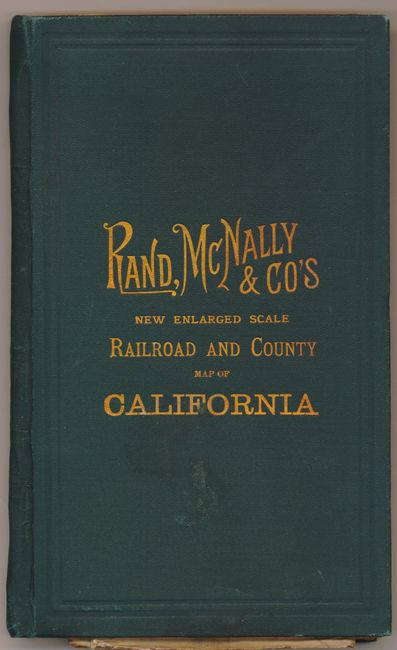 RAND, MCNALLY
& CO'S
NEW ENLARGED SCALE
RAILROAD AND COUNTY
MAP OF
CALIFORNIA